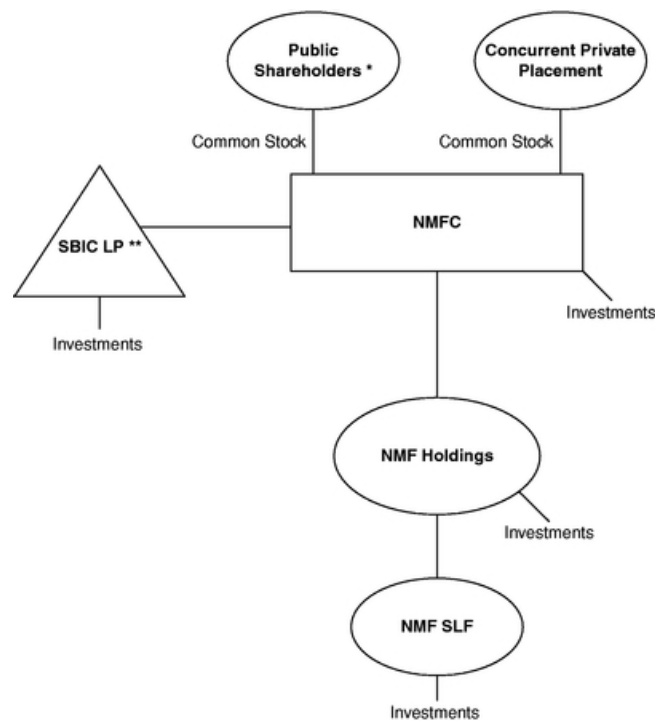 Public
Shareholders *
Concurrent Private
Placement
Common Stock
Common Stock
NMFC
SBIC LP **
Investments
Investments
NMF Holdings
Investments
NMF SLF
Investments